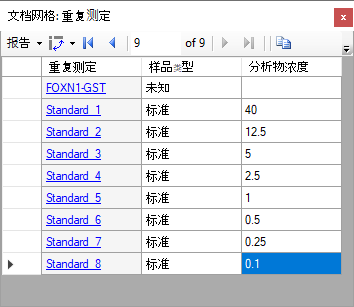 文档网格: 重复测定
报告 9 of 9
重复测定 样品类型 分析物浓度
FOXN1-GST 未知
Standard_1 标准 40
Standard_2 标准 12.5
Standard_3 标准 5
Standard_4 标准 2.5
Standard_5 标准 1
Standard_6 标准 0.5
Standard_7 标准 0.25
Standard_8 标准 0.1